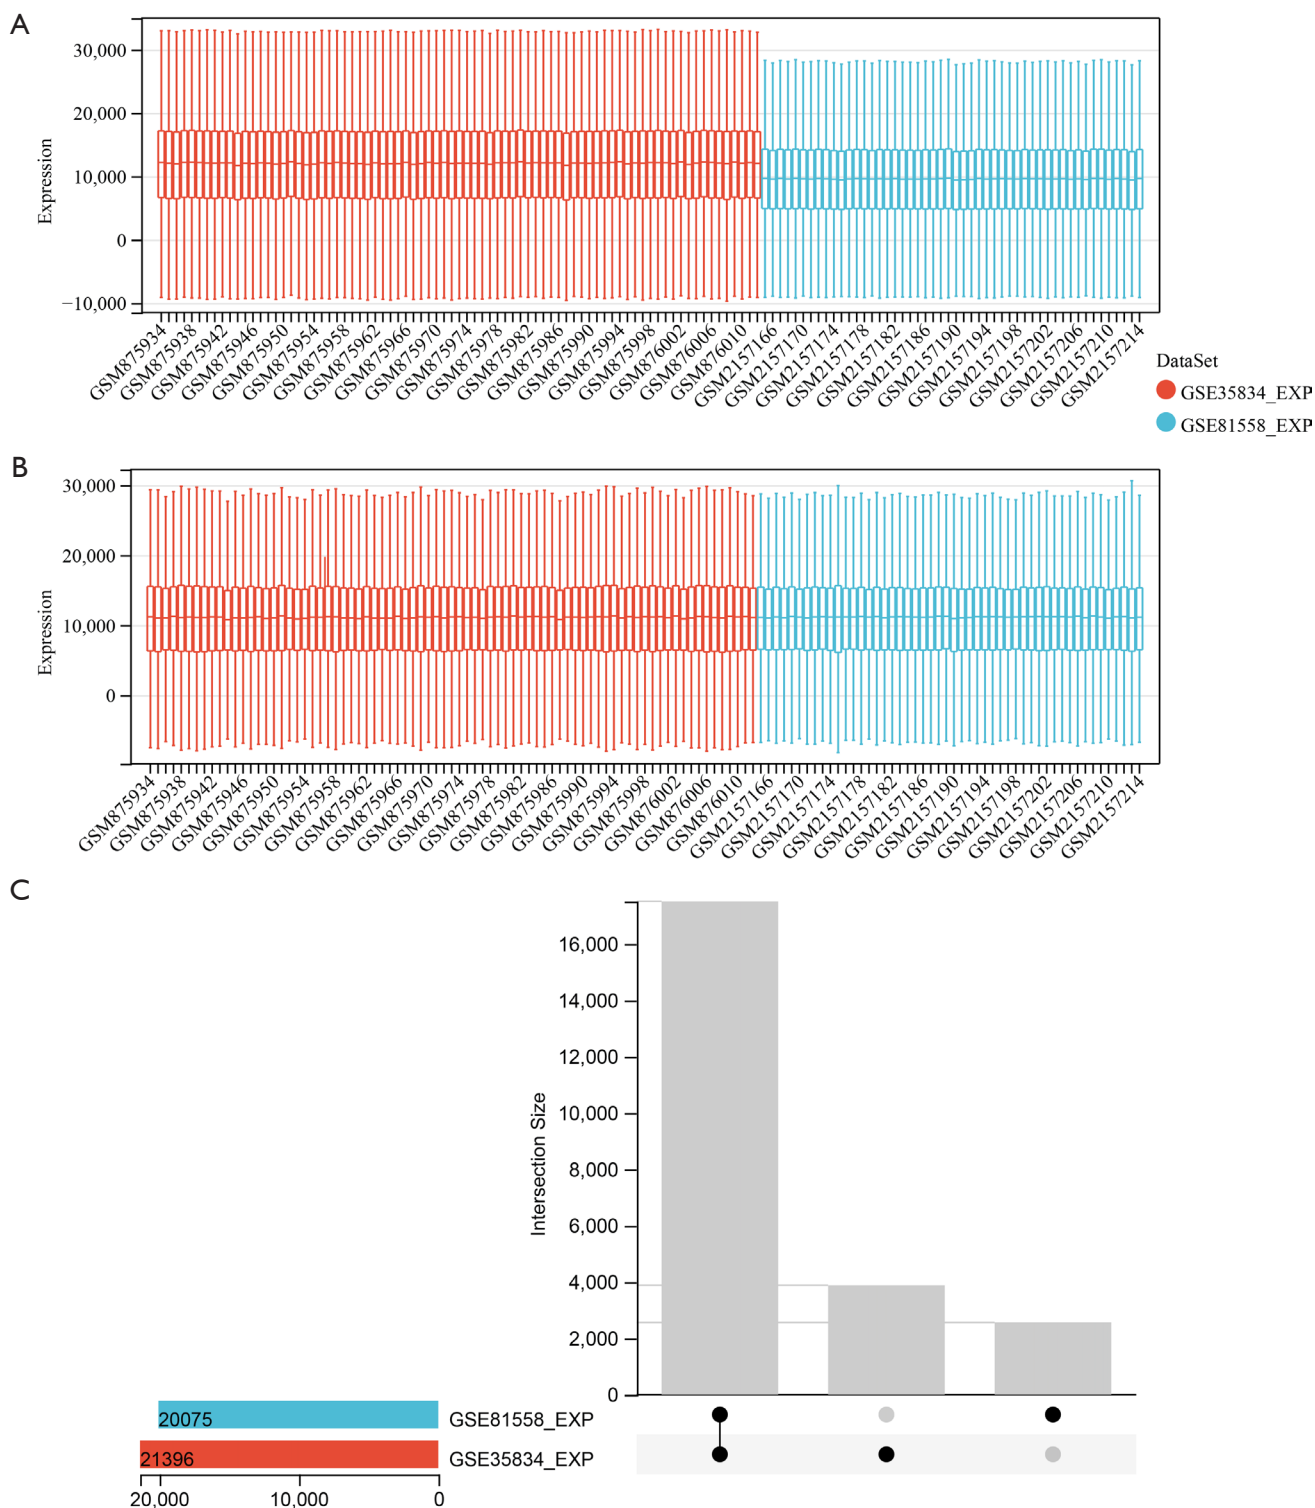 A
30,000
20,000
10,000
0
−10,000
Expression
GSM875934
GSM875938
GSM875942
GSM875946
GSM875950
GSM875954
GSM875958
GSM875962
GSM875966
GSM875970
GSM875974
GSM875978
GSM875982
GSM875986
GSM875990
GSM875994
GSM875998
GSM876002
GSM876006
GSM876010
GSM2157166
GSM2157170
GSM2157174
GSM2157178
GSM2157182
GSM2157186
GSM2157190
GSM2157194
GSM2157198
GSM2157202
GSM2157206
GSM2157210
GSM2157214
DataSet
GSE35834_EXP
GSE81558_EXP
B
30,000
20,000
10,000
0
Expression
GSM875934
GSM875938
GSM875942
GSM875946
GSM875950
GSM875954
GSM875958
GSM875962
GSM875966
GSM875970
GSM875974
GSM875978
GSM875982
GSM875986
GSM875990
GSM875994
GSM875998
GSM876002
GSM876006
GSM876010
GSM2157166
GSM2157170
GSM2157174
GSM2157178
GSM2157182
GSM2157186
GSM2157190
GSM2157194
GSM2157198
GSM2157202
GSM2157206
GSM2157210
GSM2157214
C
16,000
14,000
12,000
10,000
8,000
6,000
4,000
2,000
0
Intersection Size
20075
GSE81558_EXP
21396
GSE35834_EXP
20,000
10,000
0